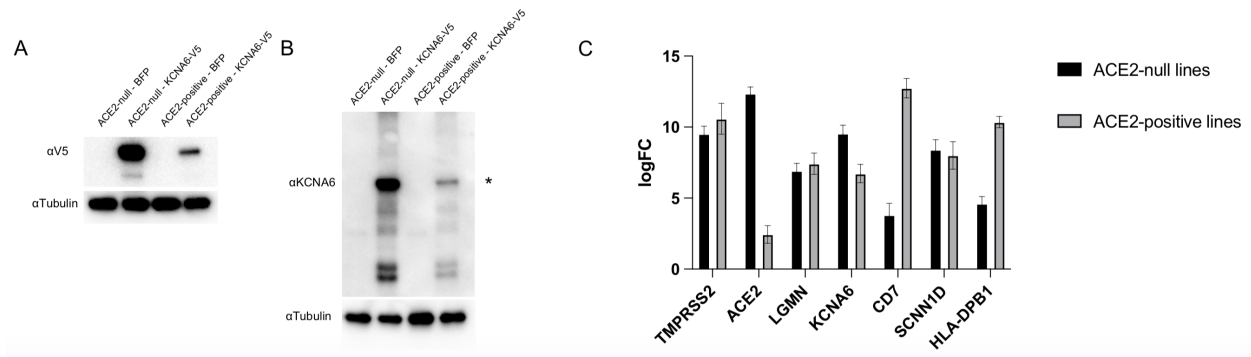 A
ACE2-null - BFP
ACE2-null - KCNA6-V5
ACE2-positive - BFP
ACE2-positive - KCNA6-V5
αV5
αTubulin
B
ACE2-null - BFP
ACE2-null - KCNA6-V5
ACE2-positive - BFP
ACE2-positive - KCNA6-V5
αKCNA6
*
αTubulin
C
logFC
15
10
5
0
TMPRSS2
ACE2
LGMN
KCNA6
CD7
SCNN1D
HLA-DPB1
ACE2-null lines
ACE2-positive lines